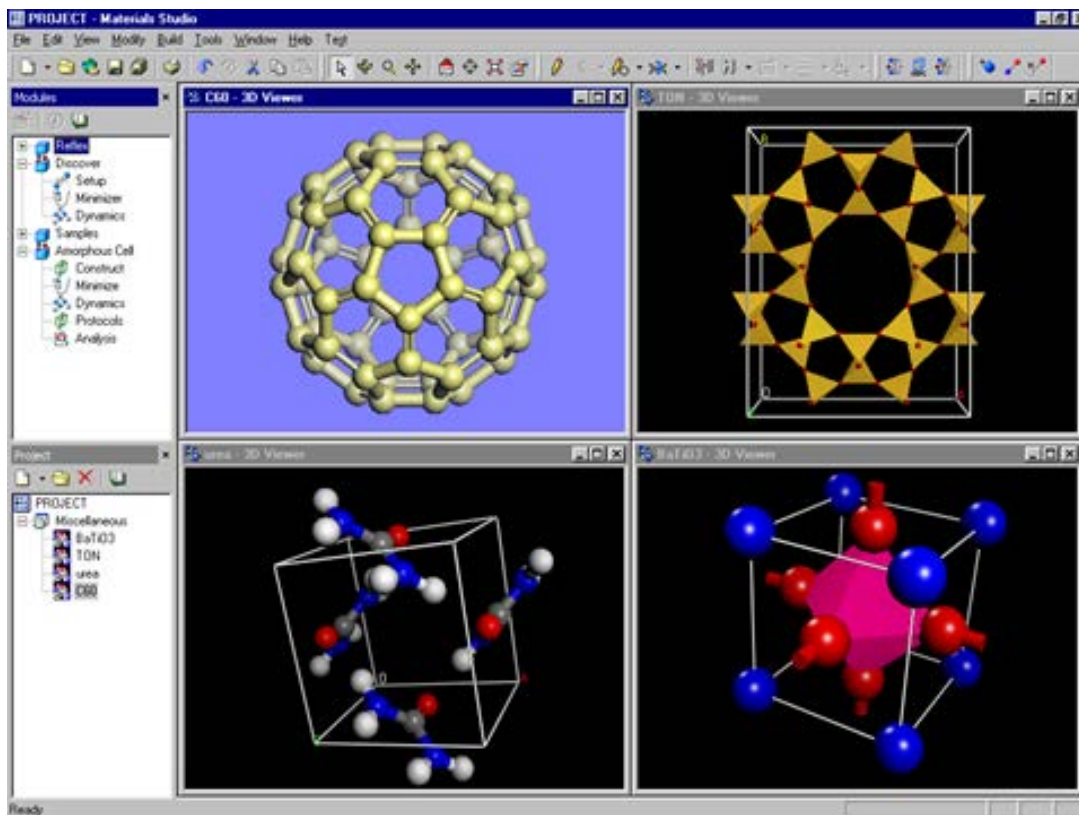 PROJECT - Materials Studio
File Edit View Modify Build Tools Window Help Test
Modules
C60 - 3D Viewer
TON - 3D Viewer
Reflex
Discover
Setup
Minimizer
Dynamics
Samples
Amorphous Cell
Construct
Minimize
Dynamics
Protocols
Analysis
B
O
Project
urea - 3D Viewer
BaTiO3 - 3D Viewer
PROJECT
Miscellaneous
BaTiO3
TON
urea
C60
O
Ready